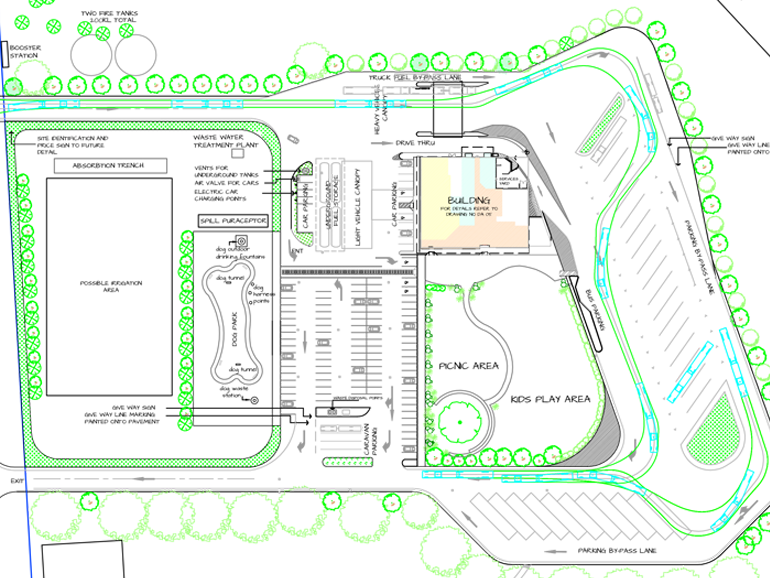 TWO FIRE TANKS
200KL TOTAL
BOOSTER
STATION
TRUCK FUEL BY-PASS LANE
HEAVY VEHICLE
CANOPY
SITE IDENTIFICATION AND
PRICE SIGN TO FUTURE
DETAIL
WASTE WATER
TREATMENT PLANT
DRIVE THRU
GIVE WAY SIGN
GIVE WAY LINE
PAINTED ONTO
ABSORBTION TRENCH
VENTS FOR
UNDERGROUND TANKS
AIR VALVE FOR CARS
ELECTRIC CAR
CHARGING POINTS
CAR PARKING
UNDERGROUND
FUEL STORAGE
LIGHT VEHICLE CANOPY
CAR PARKING
SERVICES
YARD
BUILDING
FOR DETAILS REFER TO
SPILL PURACEPTOR
PARKING BY-PASS LANE
dog outdoor
drinking fountains
dog tunnel
dog
harness
points
DOG PARK
dog tunnel
dog waste
station
POSSIBLE IRRIGATION
AREA
BUS PARKING
PICNIC AREA
KIDS PLAY AREA
GIVE WAY SIGN
GIVE WAY LINE MARKING
PAINTED ONTO PAVEMENT
CARAVAN
PARKING
EXIT
PARKING BY-PASS LANE